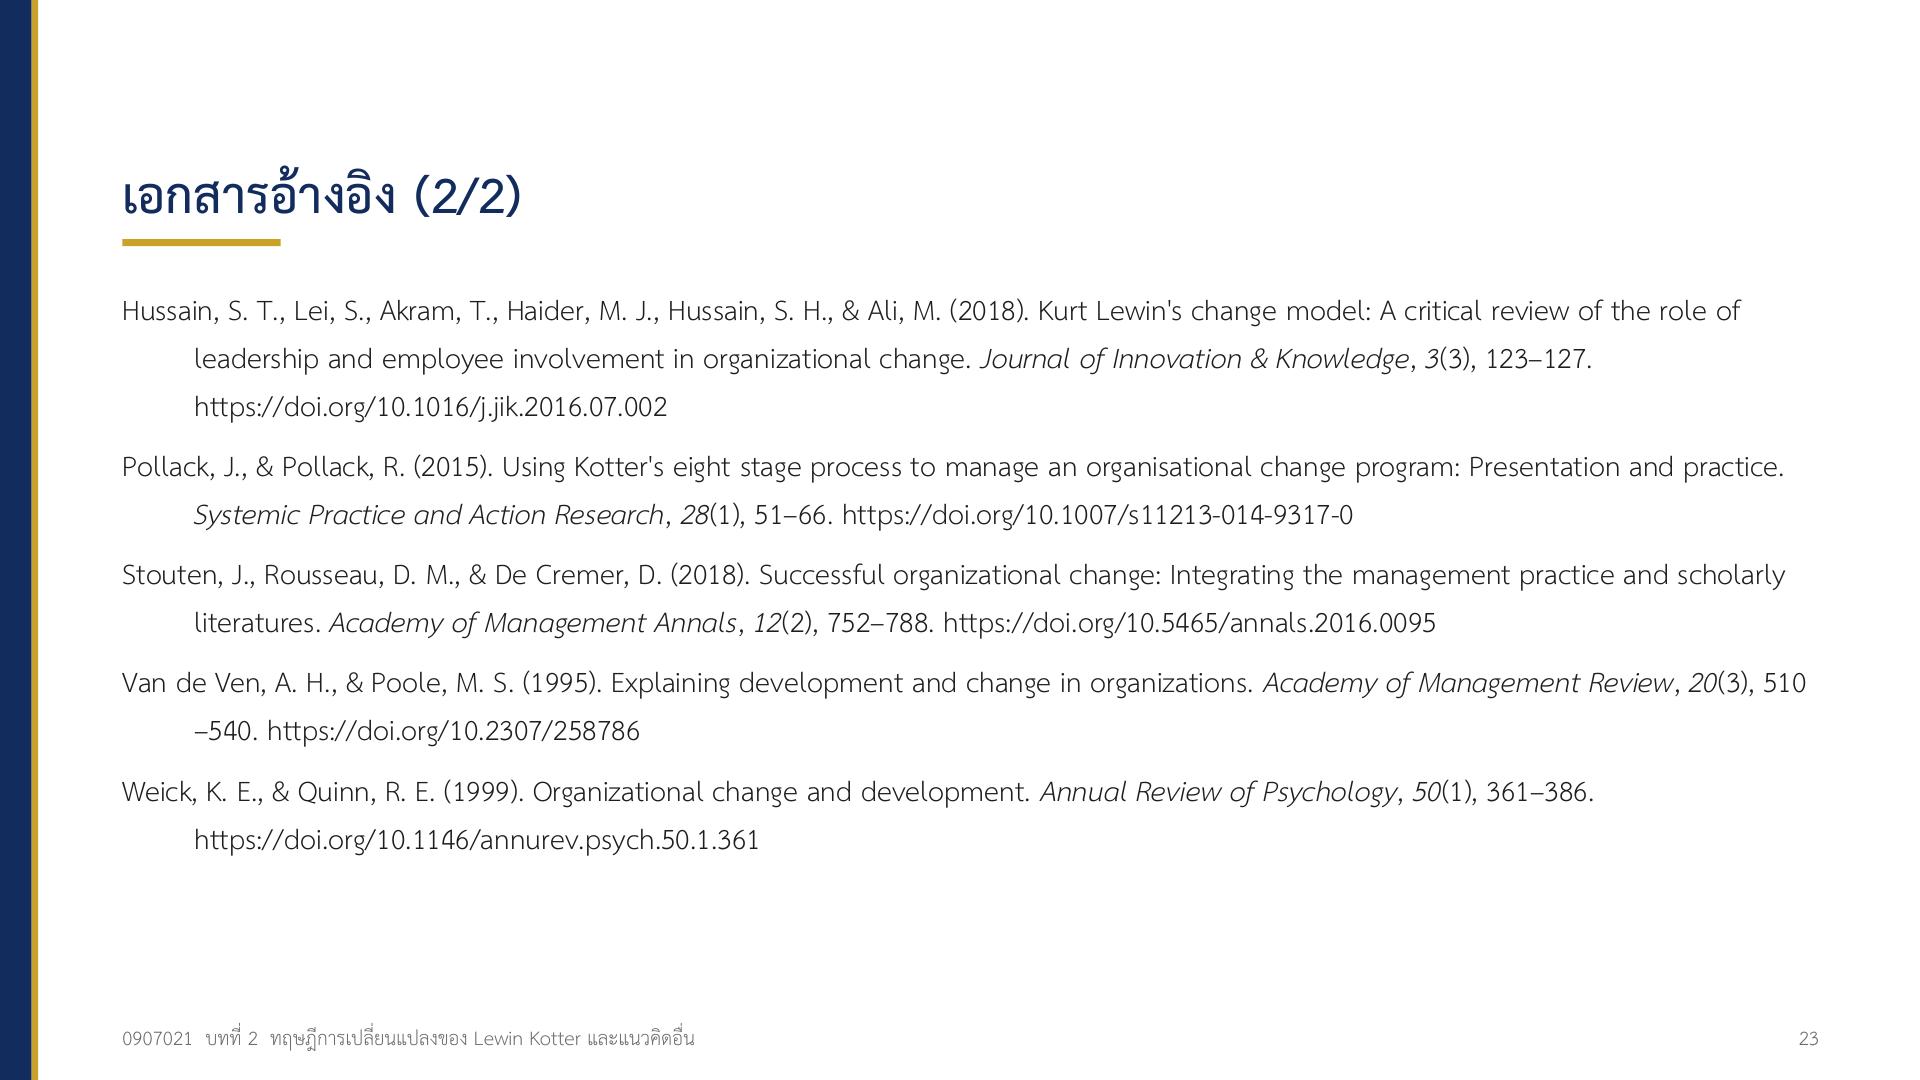 เอกสารอ้างอิง (2/2)
Hussain, S. T., Lei, S., Akram, T., Haider, M. J., Hussain, S. H., & Ali, M. (2018). Kurt Lewin's change model: A critical review of the role of
leadership and employee involvement in organizational change. Journal of Innovation & Knowledge, 3(3), 123–127.
https://doi.org/10.1016/j.jik.2016.07.002
Pollack, J., & Pollack, R. (2015). Using Kotter's eight stage process to manage an organisational change program: Presentation and practice.
Systemic Practice and Action Research, 28(1), 51–66. https://doi.org/10.1007/s11213-014-9317-0
Stouten, J., Rousseau, D. M., & De Cremer, D. (2018). Successful organizational change: Integrating the management practice and scholarly
literatures. Academy of Management Annals, 12(2), 752–788. https://doi.org/10.5465/annals.2016.0095
Van de Ven, A. H., & Poole, M. S. (1995). Explaining development and change in organizations. Academy of Management Review, 20(3), 510
–540. https://doi.org/10.2307/258786
Weick, K. E., & Quinn, R. E. (1999). Organizational change and development. Annual Review of Psychology, 50(1), 361–386.
https://doi.org/10.1146/annurev.psych.50.1.361
0907021 บทที่ 2 ทฤษฎีการเปลี่ยนแปลงของ Lewin Kotter และแนวคิดอื่น
23